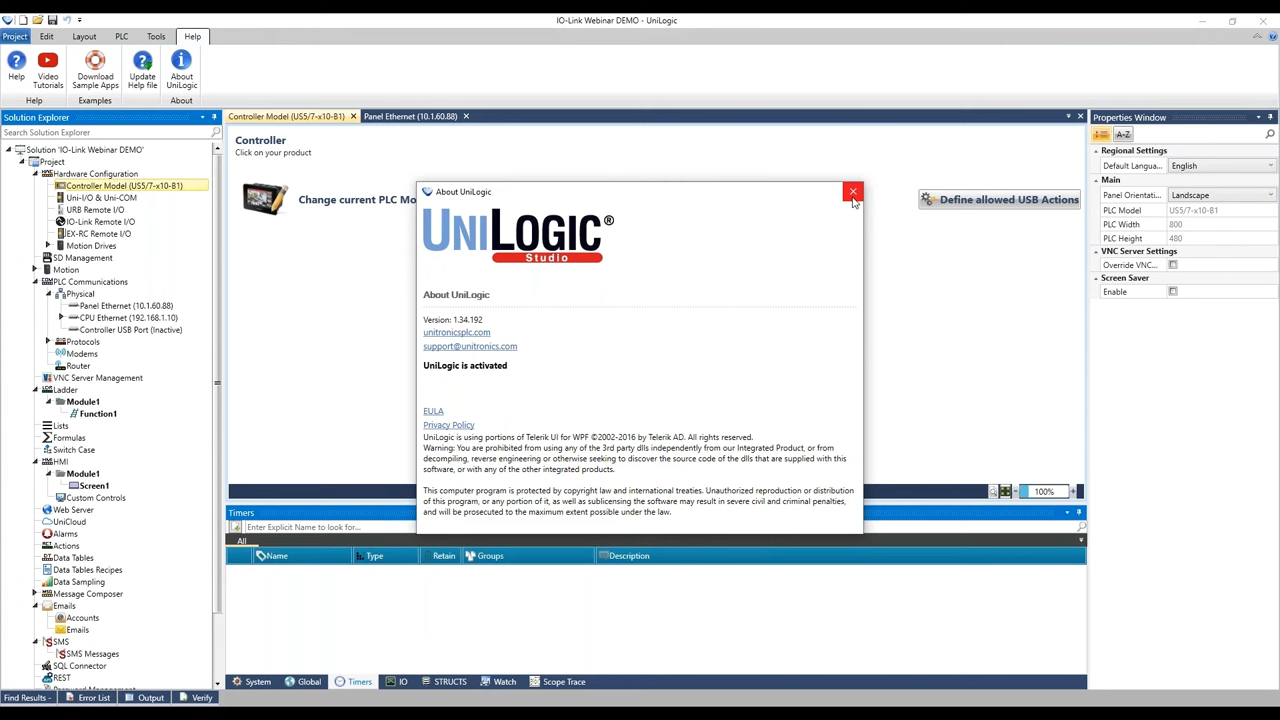 IO-Link Webinar DEMO - UniLogic
Project
Edit
Layout
PLC
Tools
Help
Help
Video Tutorials
Download Sample Apps
Update Help file
About UniLogic
Help
Examples
About
Solution Explorer
Search Solution Explorer
Solution 'IO-Link Webinar DEMO'
Project
Hardware Configuration
Controller Model (US5/7-x10-B1)
Uni-I/O & Uni-COM
URB Remote I/O
IO-Link Remote I/O
EX-RC Remote I/O
Motion Drives
SD Management
Motion
PLC Communications
Physical
Panel Ethernet (10.1.60.88)
CPU Ethernet (192.168.1.10)
Controller USB Port (Inactive)
Protocols
Modems
Router
VNC Server Management
Ladder
Module1
Function1
Lists
Formulas
Switch Case
HMI
Module1
Screen1
Custom Controls
Web Server
UniCloud
Alarms
Actions
Data Tables
Data Tables Recipes
Data Sampling
Message Composer
Emails
Accounts
Emails
SMS
SMS Messages
SQL Connector
REST
Controller Model (US5/7-x10-B1)
Panel Ethernet (10.1.60.88)
Controller
Click on your product
Change current PLC Mo
Define allowed USB Actions
About UniLogic
UNILOGIC®
Studio
About UniLogic
Version: 1.34.192
unitronicsplc.com
support@unitronics.com
UniLogic is activated
EULA
Privacy Policy
UniLogic is using portions of Telerik UI for WPF ©2002-2016 by Telerik AD. All rights reserved.
Warning: You are prohibited from using any of the 3rd party dlls independently from our Integrated Product, or from
decompiling, reverse engineering or otherwise seeking to discover the source code of the dlls that are supplied with this
software, or with any of the other integrated products.
This computer program is protected by copyright law and international treaties. Unauthorized reproduction or distribution
of this program, or any portion of it, as well as sublicensing the software may result in severe civil and criminal penalties,
and will be prosecuted to the maximum extent possible under the law.
100%
Timers
Enter Explicit Name to look for...
All
Name
Type
Retain
Groups
Description
System
Global
Timers
IO
STRUCTS
Watch
Scope Trace
Properties Window
A-Z
Regional Settings
Default Langua...
English
Main
Panel Orientat...
Landscape
PLC Model
US5/7-x10-B1
PLC Width
800
PLC Height
480
VNC Server Settings
Override VNC...
Screen Saver
Enable
Find Results -
Error List
Output
Verify